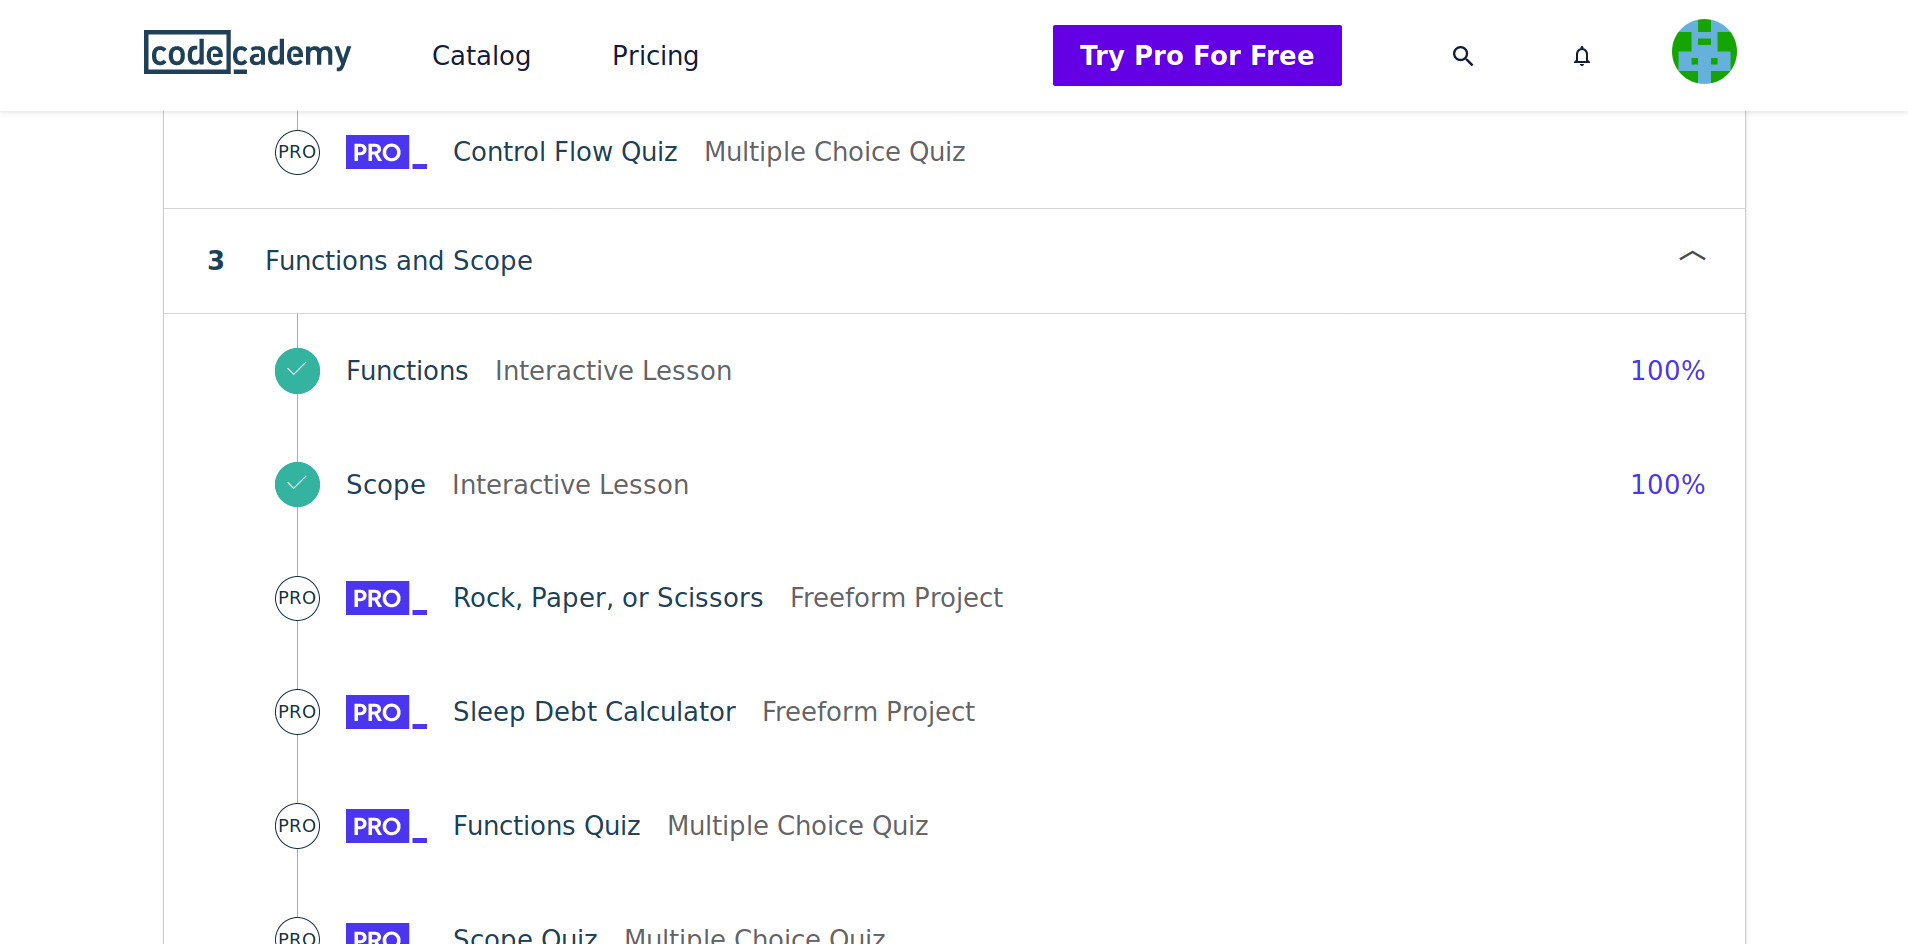 codecademy Catalog Pricing Try Pro For Free
PRO PRO Control Flow Quiz Multiple Choice Quiz
3 Functions and Scope
Functions Interactive Lesson 100%
Scope Interactive Lesson 100%
PRO PRO Rock, Paper, or Scissors Freeform Project
PRO PRO Sleep Debt Calculator Freeform Project
PRO PRO Functions Quiz Multiple Choice Quiz
PRO PRO Scope Quiz Multiple Choice Quiz